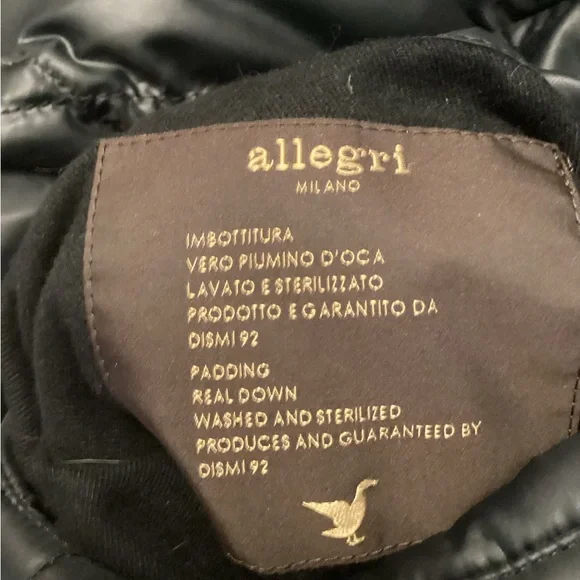 allegri
MILANO
IMBOTTITURA
VERO PIUMINO D'OCA
LAVATO E STERILIZZATO
PRODOTTO E GARANTITO DA
DISMI 92
PADDING
REAL DOWN
WASHED AND STERILIZED
PRODUCES AND GUARANTEED BY
DISMI 92